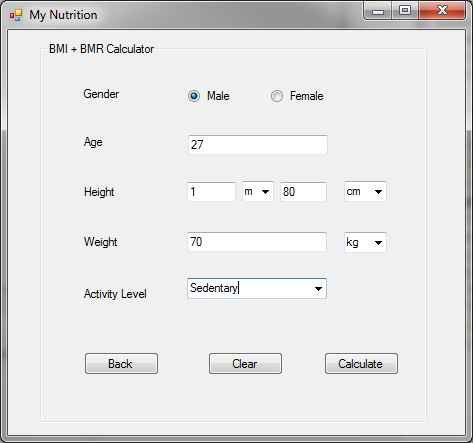 My Nutrition
BMI + BMR Calculator
Gender Male Female
Age 27
Height 1 m 80 cm
Weight 70 kg
Activity Level Sedentary
Back Clear Calculate